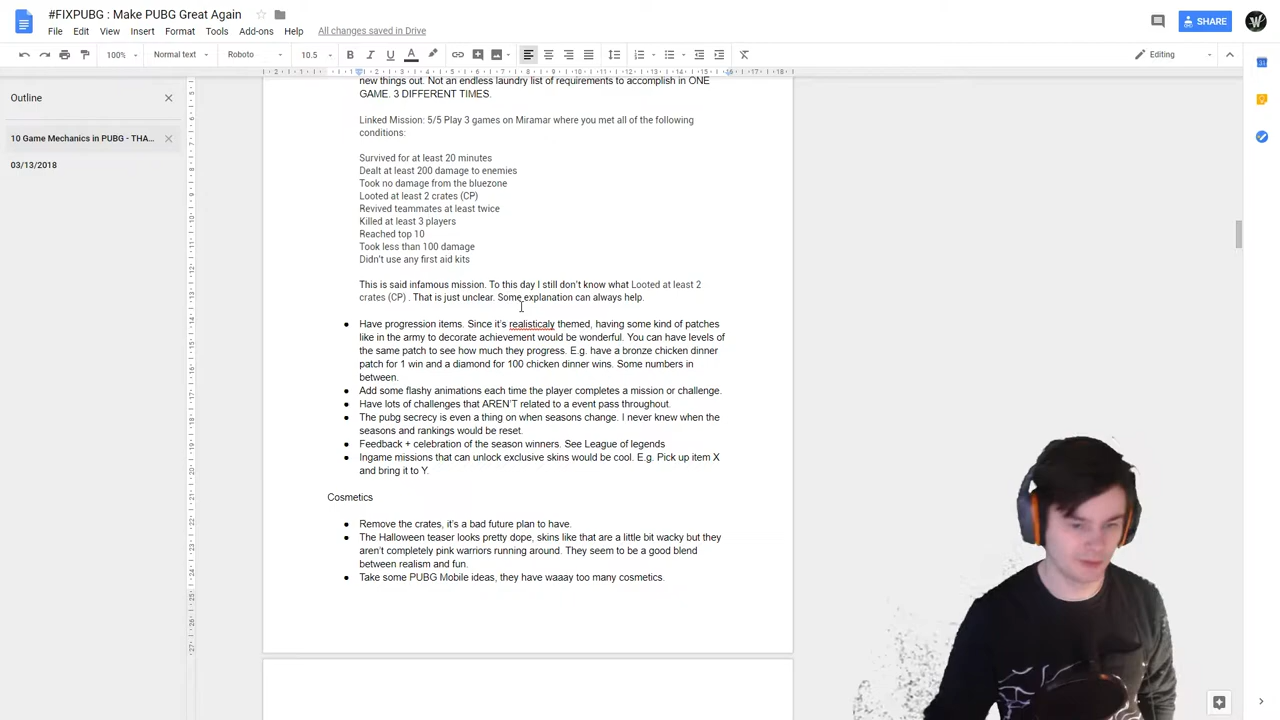 #FIXPUBG : Make PUBG Great Again
File Edit View Insert Format Tools Add-ons Help All changes saved in Drive
SHARE
100% Normal text Roboto 10.5 B I U A Editing
Outline
10 Game Mechanics in PUBG - THA...
03/13/2018
new things out. Not an endless laundry list of requirements to accomplish in ONE
GAME. 3 DIFFERENT TIMES.
Linked Mission: 5/5 Play 3 games on Miramar where you met all of the following
conditions:
Survived for at least 20 minutes
Dealt at least 200 damage to enemies
Took no damage from the bluezone
Looted at least 2 crates (CP)
Revived teammates at least twice
Killed at least 3 players
Reached top 10
Took less than 100 damage
Didn't use any first aid kits
This is said infamous mission. To this day I still don't know what Looted at least 2
crates (CP) . That is just unclear. Some explanation can always help.
● Have progression items. Since it's realisticaly themed, having some kind of patches
like in the army to decorate achievement would be wonderful. You can have levels of
the same patch to see how much they progress. E.g. have a bronze chicken dinner
patch for 1 win and a diamond for 100 chicken dinner wins. Some numbers in
between.
● Add some flashy animations each time the player completes a mission or challenge.
● Have lots of challenges that AREN'T related to a event pass throughout.
● The pubg secrecy is even a thing on when seasons change. I never knew when the
seasons and rankings would be reset.
● Feedback + celebration of the season winners. See League of legends
● Ingame missions that can unlock exclusive skins would be cool. E.g. Pick up item X
and bring it to Y.
Cosmetics
● Remove the crates, it's a bad future plan to have.
● The Halloween teaser looks pretty dope, skins like that are a little bit wacky but they
aren't completely pink warriors running around. They seem to be a good blend
between realism and fun.
● Take some PUBG Mobile ideas, they have waaay too many cosmetics.